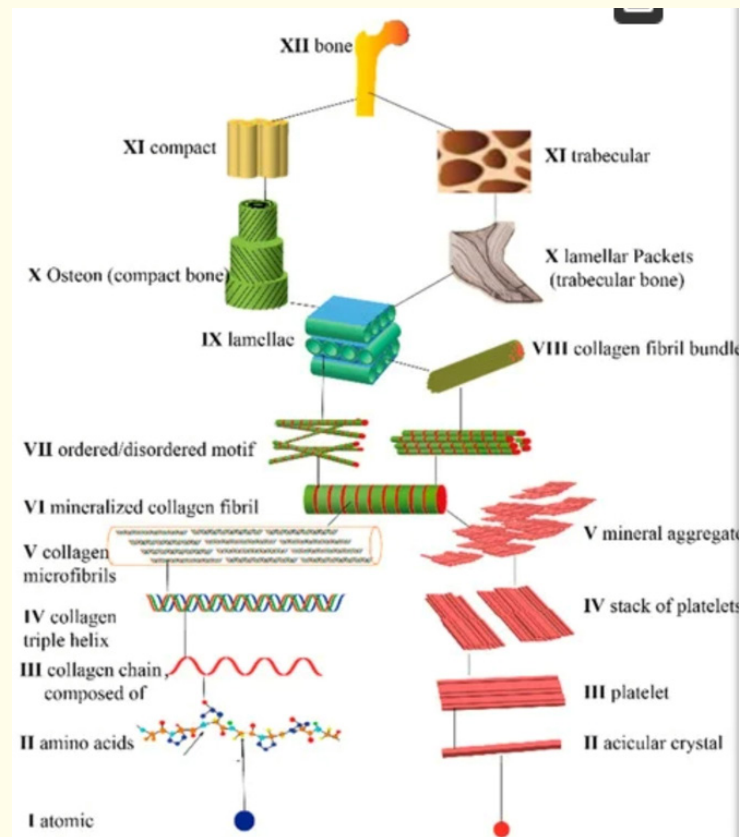 XII bone
XI compact
XI trabecular
X Osteon (compact bone)
X lamellar Packets
(trabecular bone)
IX lamellae
VIII collagen fibril bundle
VII ordered/disordered motif
VI mineralized collagen fibril
V collagen
microfibrils
V mineral aggregate
IV collagen
triple helix
IV stack of platelets
III collagen chain,
composed of
III platelet
II amino acids
II acicular crystal
I atomic